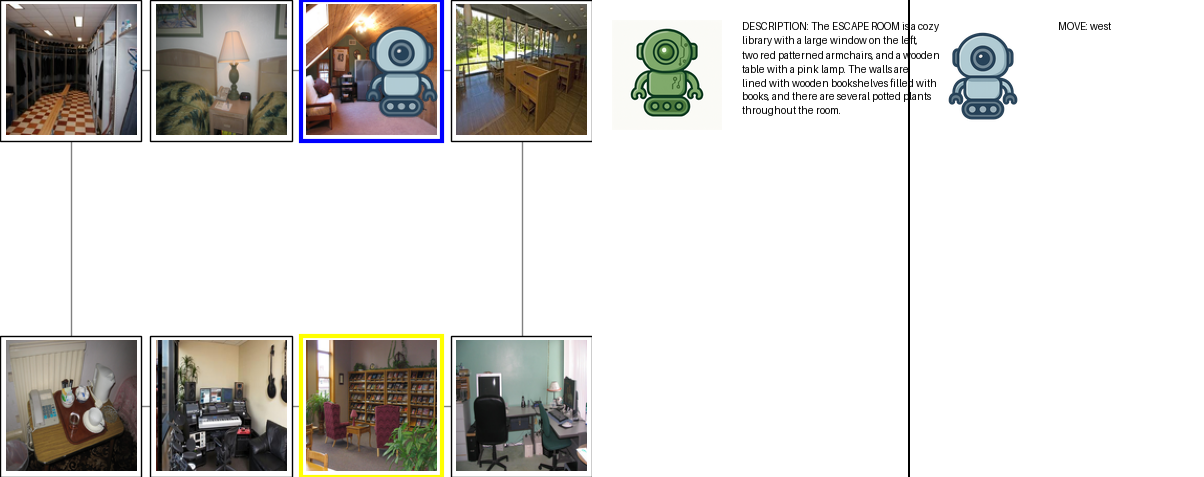 DESCRIPTION: The ESCAPE ROOM is a cozy
library with a large window on the left,
two red patterned armchairs, and a wooden
table with a pink lamp. The walls are
lined with wooden bookshelves filled with
books, and there are several potted plants
throughout the room.
MOVE: west